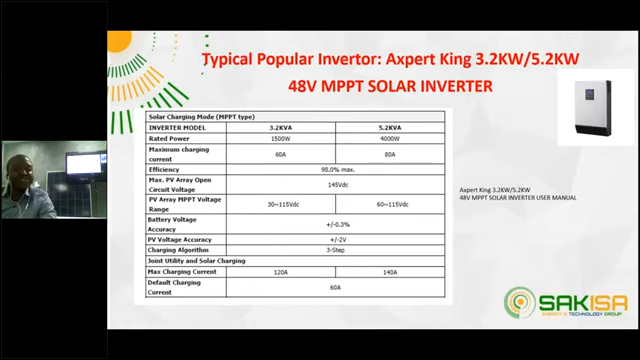 Typical Popular Invertor: Axpert King 3.2KW/5.2KW
48V MPPT SOLAR INVERTER
Solar Charging Mode (MPPT type)
INVERTER MODEL 3.2KVA 5.2KVA
Rated Power 1500W 4000W
Maximum charging current 60A 80A
Efficiency 98.0% max.
Max. PV Array Open Circuit Voltage 145Vdc
PV Array MPPT Voltage Range 30~115Vdc 60~115Vdc
Battery Voltage Accuracy +/-0.3%
PV Voltage Accuracy +/-2V
Charging Algorithm 3-Step
Joint Utility and Solar Charging
Max Charging Current 120A 140A
Default Charging Current 60A
Axpert King 3.2KW/5.2KW
48V MPPT SOLAR INVERTER USER MANUAL
SAKISA
ENERGY & TECHNOLOGY GROUP